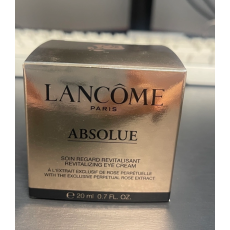 LANCÔME
PARIS
ABSOLUE
SOIN REGARD REVITALISANT
REVITALIZING EYE CREAM
À L'EXTRAIT EXCLUSIF DE ROSE PERPÉTUELLE
WITH THE EXCLUSIVE PERPETUAL ROSE EXTRACT
℮ 20 ml 0.7 FL. OZ.